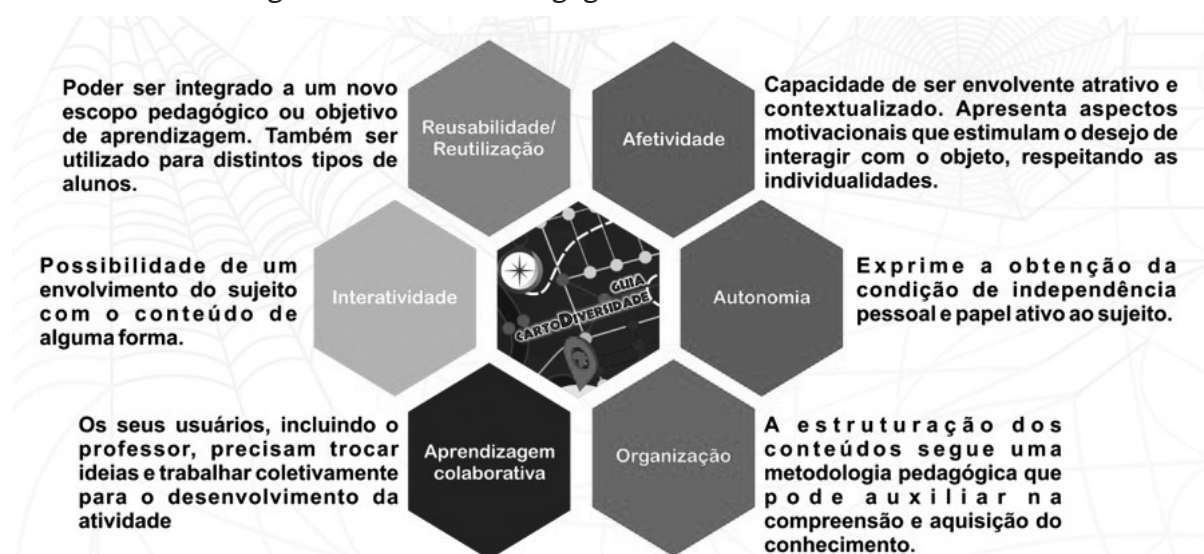 Poder ser integrado a um novo
escopo pedagógico ou objetivo
de aprendizagem. Também ser
utilizado para distintos tipos de
alunos.
Reusabilidade/
Reutilização
Afetividade
Capacidade de ser envolvente atrativo e
contextualizado. Apresenta aspectos
motivacionais que estimulam o desejo de
interagir com o objeto, respeitando as
individualidades.
Possibilidade de um
envolvimento do sujeito
com o conteúdo de
alguma forma.
Interatividade
GUIA
CARTODIVERSIDADE
Autonomia
Exprime a obtenção da
condição de independência
pessoal e papel ativo ao sujeito.
Os seus usuários, incluindo o
professor, precisam trocar
ideias e trabalhar coletivamente
para o desenvolvimento da
atividade
Aprendizagem
colaborativa
Organização
A estruturação dos
conteúdos segue uma
metodologia pedagógica que
pode auxiliar na
compreensão e aquisição do
conhecimento.